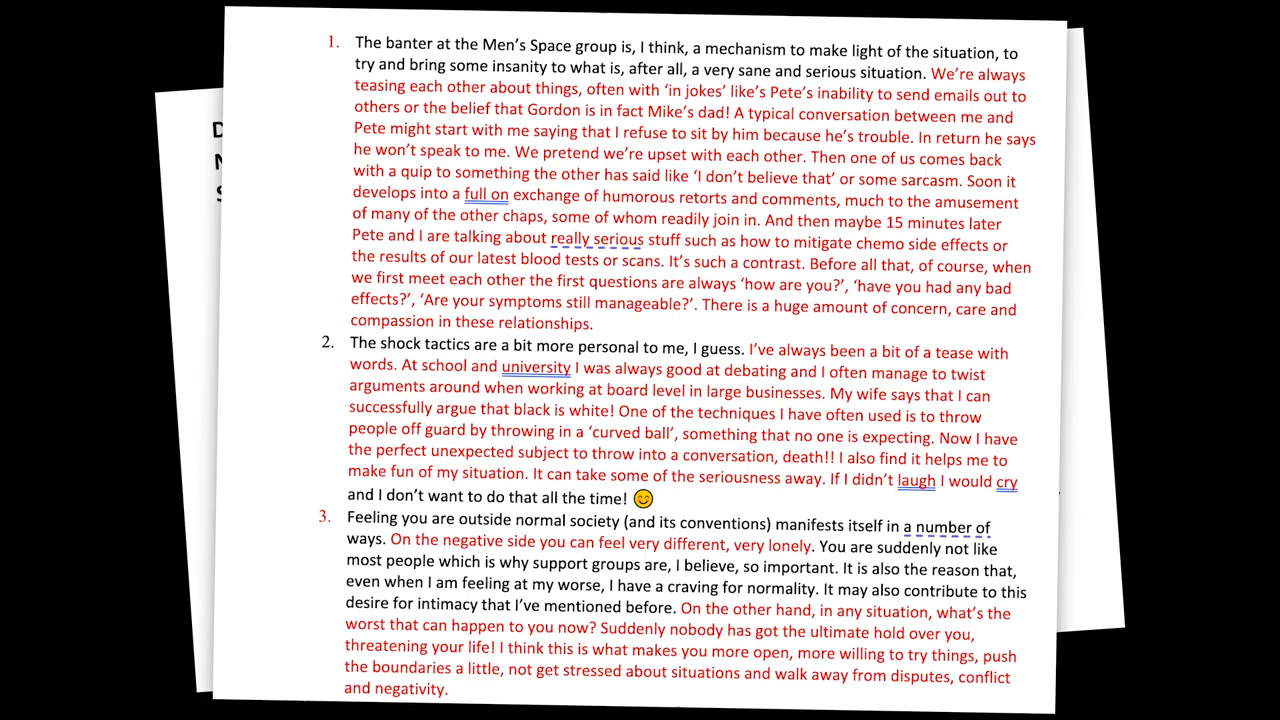 1. The banter at the Men's Space group is, I think, a mechanism to make light of the situation, to
try and bring some insanity to what is, after all, a very sane and serious situation. We're always
teasing each other about things, often with 'in jokes' like's Pete's inability to send emails out to
others or the belief that Gordon is in fact Mike's dad! A typical conversation between me and
Pete might start with me saying that I refuse to sit by him because he's trouble. In return he says
he won't speak to me. We pretend we're upset with each other. Then one of us comes back
with a quip to something the other has said like 'I don't believe that' or some sarcasm. Soon it
develops into a full on exchange of humorous retorts and comments, much to the amusement
of many of the other chaps, some of whom readily join in. And then maybe 15 minutes later
Pete and I are talking about really serious stuff such as how to mitigate chemo side effects or
the results of our latest blood tests or scans. It's such a contrast. Before all that, of course, when
we first meet each other the first questions are always 'how are you?', 'have you had any bad
effects?', 'Are your symptoms still manageable?'. There is a huge amount of concern, care and
compassion in these relationships.
2. The shock tactics are a bit more personal to me, I guess. I've always been a bit of a tease with
words. At school and university I was always good at debating and I often manage to twist
arguments around when working at board level in large businesses. My wife says that I can
successfully argue that black is white! One of the techniques I have often used is to throw
people off guard by throwing in a 'curved ball', something that no one is expecting. Now I have
the perfect unexpected subject to throw into a conversation, death!! I also find it helps me to
make fun of my situation. It can take some of the seriousness away. If I didn't laugh I would cry
and I don't want to do that all the time! 😊
3. Feeling you are outside normal society (and its conventions) manifests itself in a number of
ways. On the negative side you can feel very different, very lonely. You are suddenly not like
most people which is why support groups are, I believe, so important. It is also the reason that,
even when I am feeling at my worse, I have a craving for normality. It may also contribute to this
desire for intimacy that I've mentioned before. On the other hand, in any situation, what's the
worst that can happen to you now? Suddenly nobody has got the ultimate hold over you,
threatening your life! I think this is what makes you more open, more willing to try things, push
the boundaries a little, not get stressed about situations and walk away from disputes, conflict
and negativity.